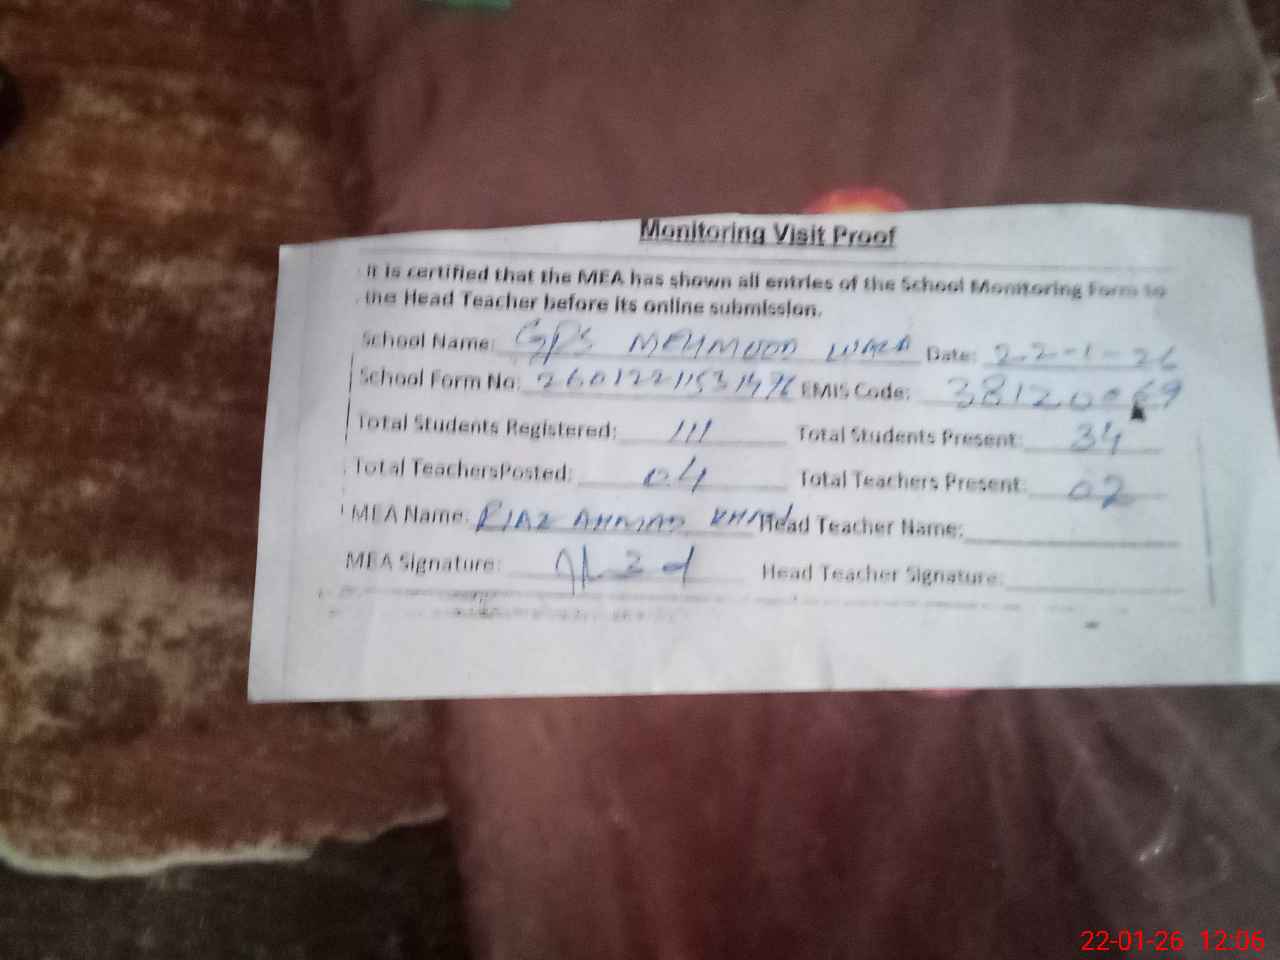 Monitoring Visit Proof
It is certified that the MEA has shown all entries of the School Monitoring Form to
the Head Teacher before its online submission.
School Name: GPS MEHMOOD WALA Date: 22-1-26
School Form No: EMIS Code: 38120069
Total Students Registered: 111 Total Students Present: 34
Total TeachersPosted: 04 Total Teachers Present: 02
MEA Name: RIAZ AHMAD KHAN Head Teacher Name:
MEA Signature: Head Teacher Signature:
22-01-26 12:06